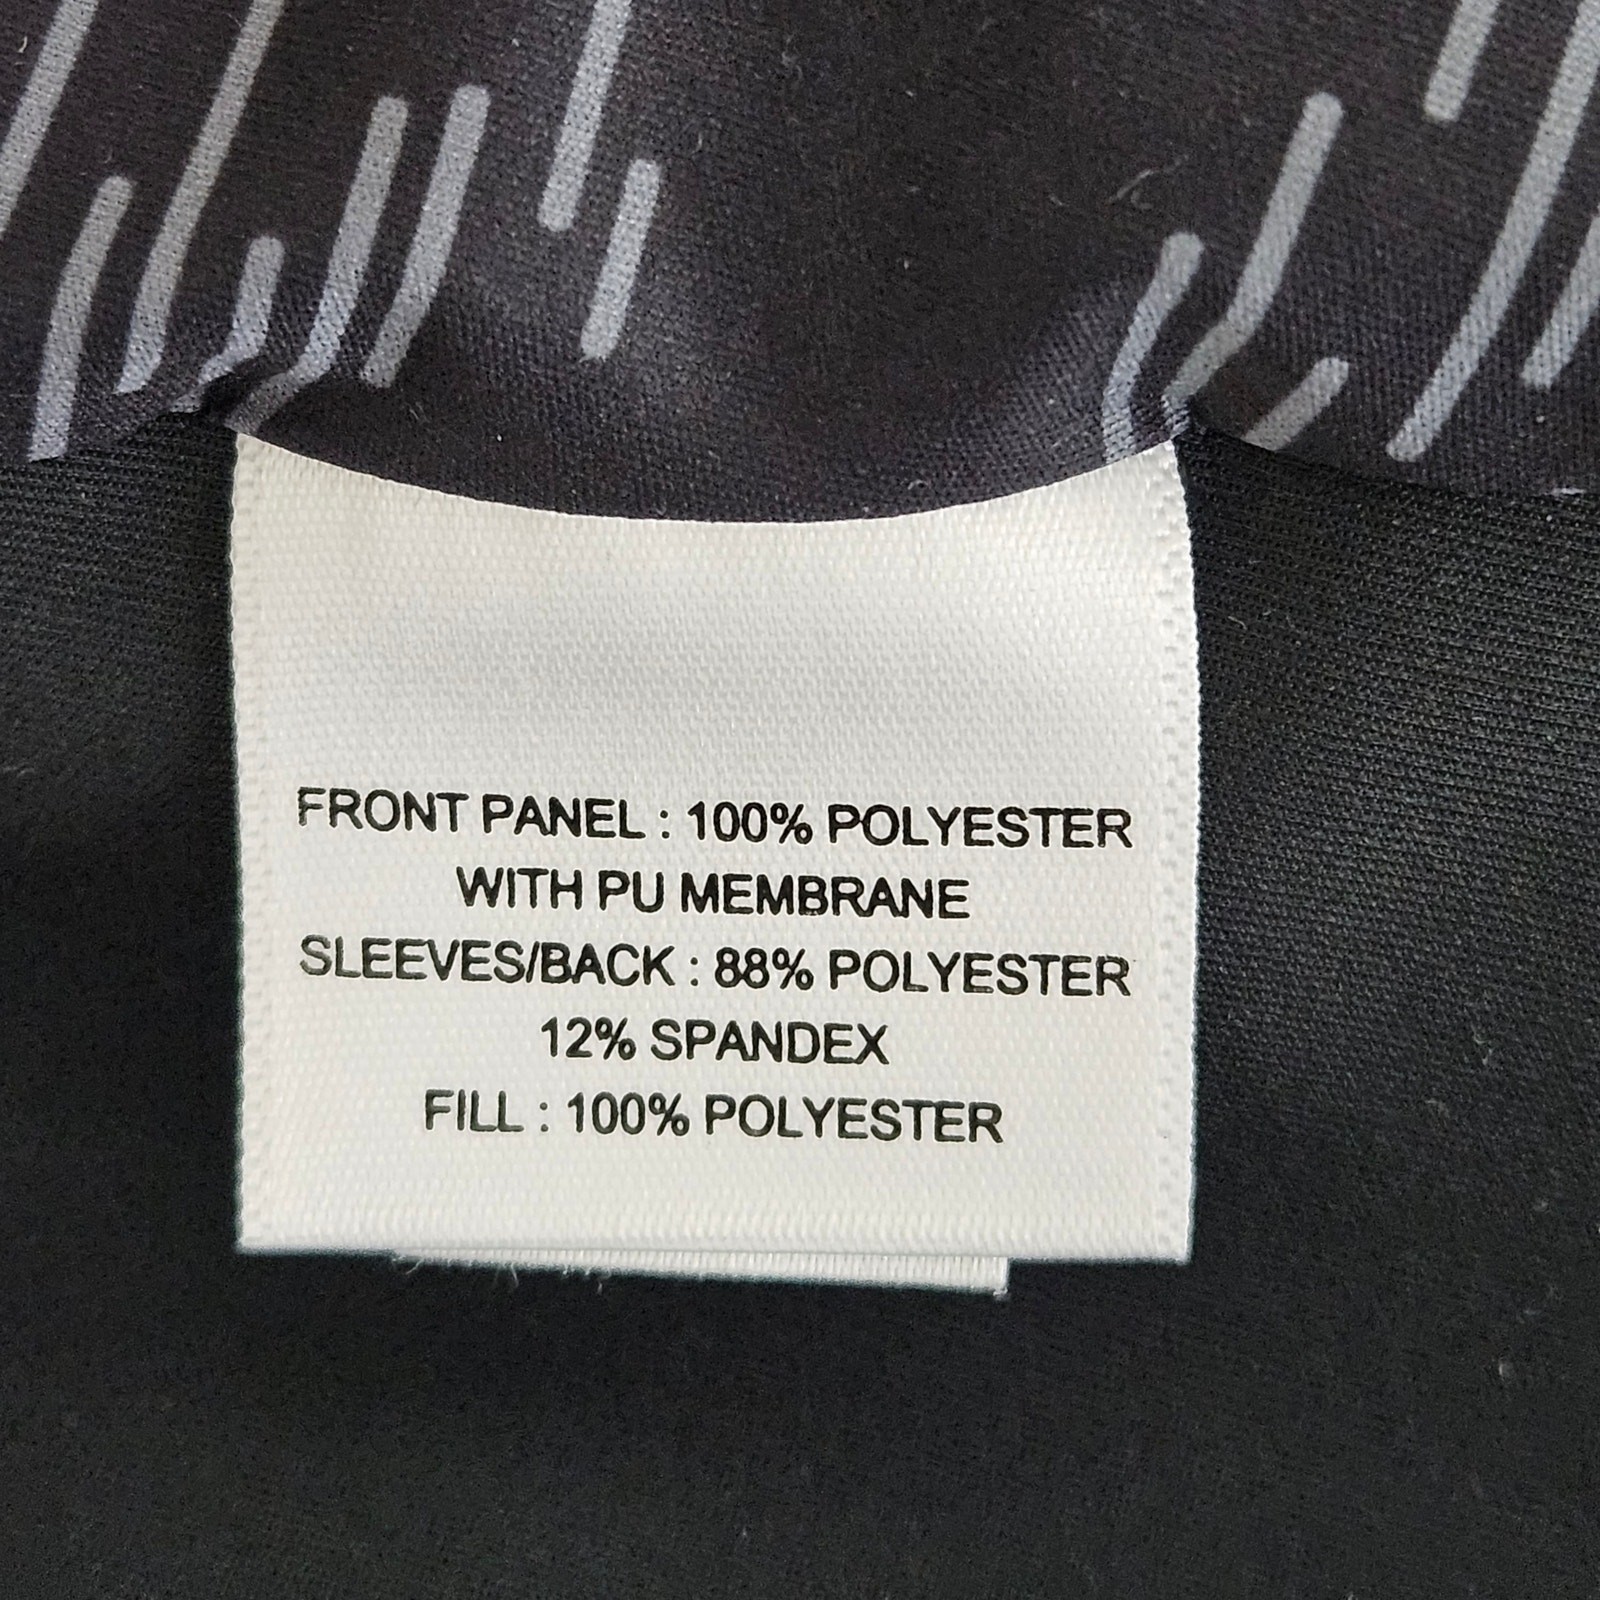 FRONT PANEL : 100% POLYESTER
WITH PU MEMBRANE
SLEEVES/BACK : 88% POLYESTER
12% SPANDEX
FILL : 100% POLYESTER